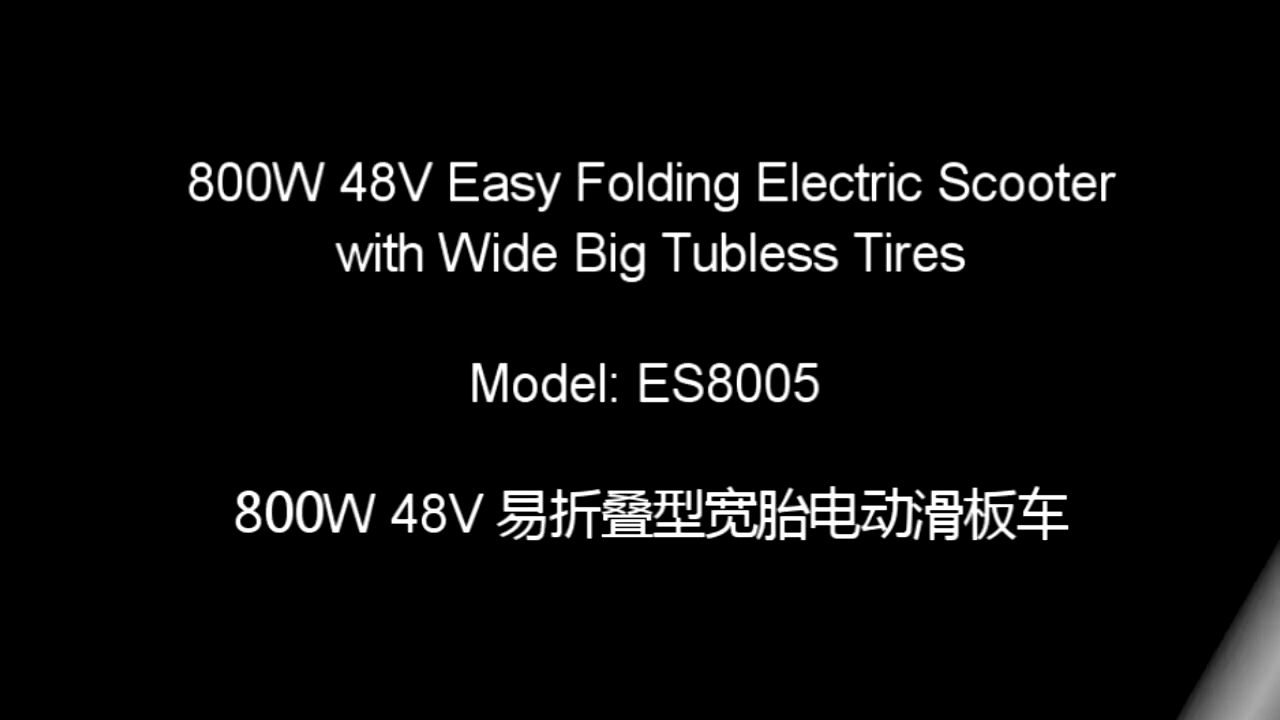 800W 48V Easy Folding Electric Scooter
with Wide Big Tubless Tires
Model: ES8005
800W 48V 易折叠型宽胎电动滑板车